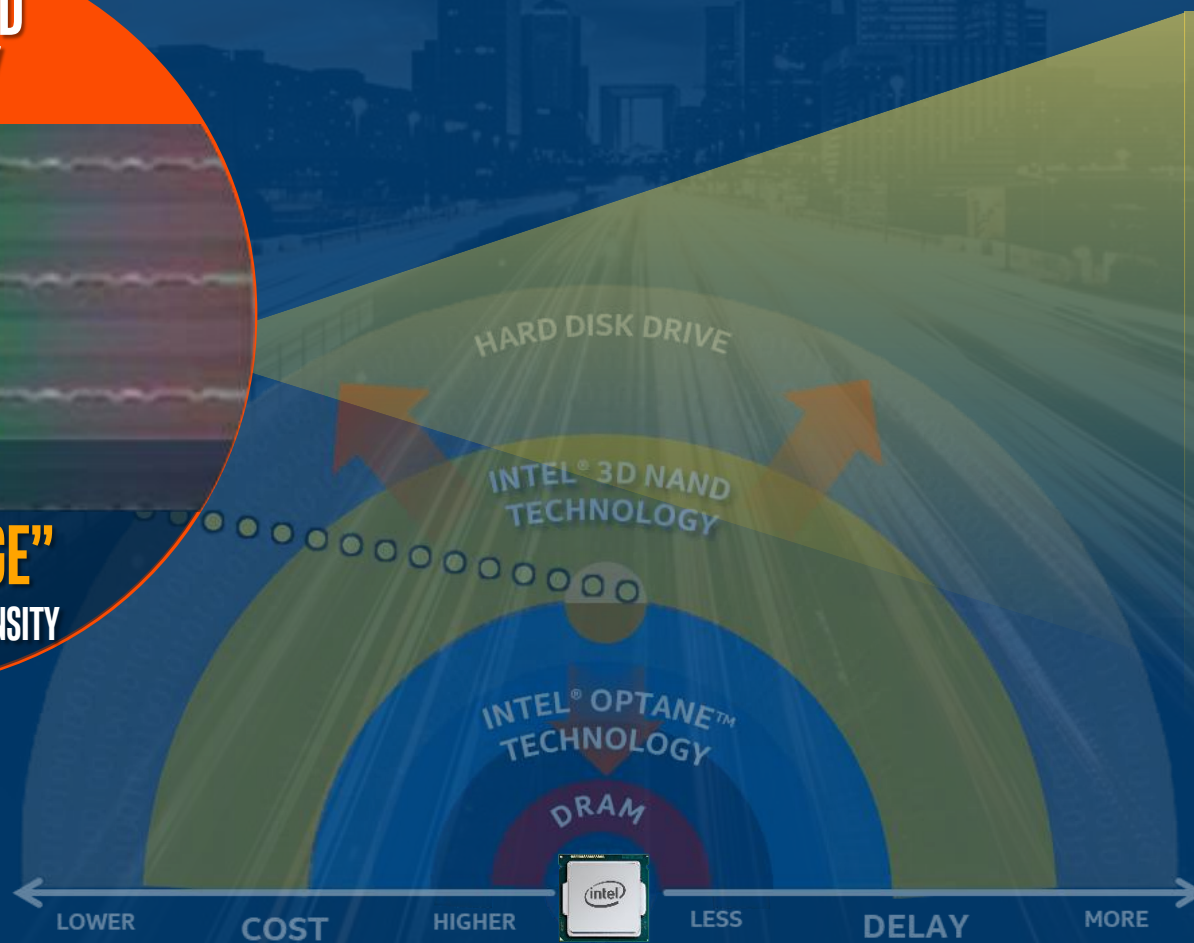 HARD DISK DRIVE
INTEL® 3D NAND
TECHNOLOGY
INTEL® OPTANE™
TECHNOLOGY
DRAM
intel
LOWER COST HIGHER LESS DELAY MORE